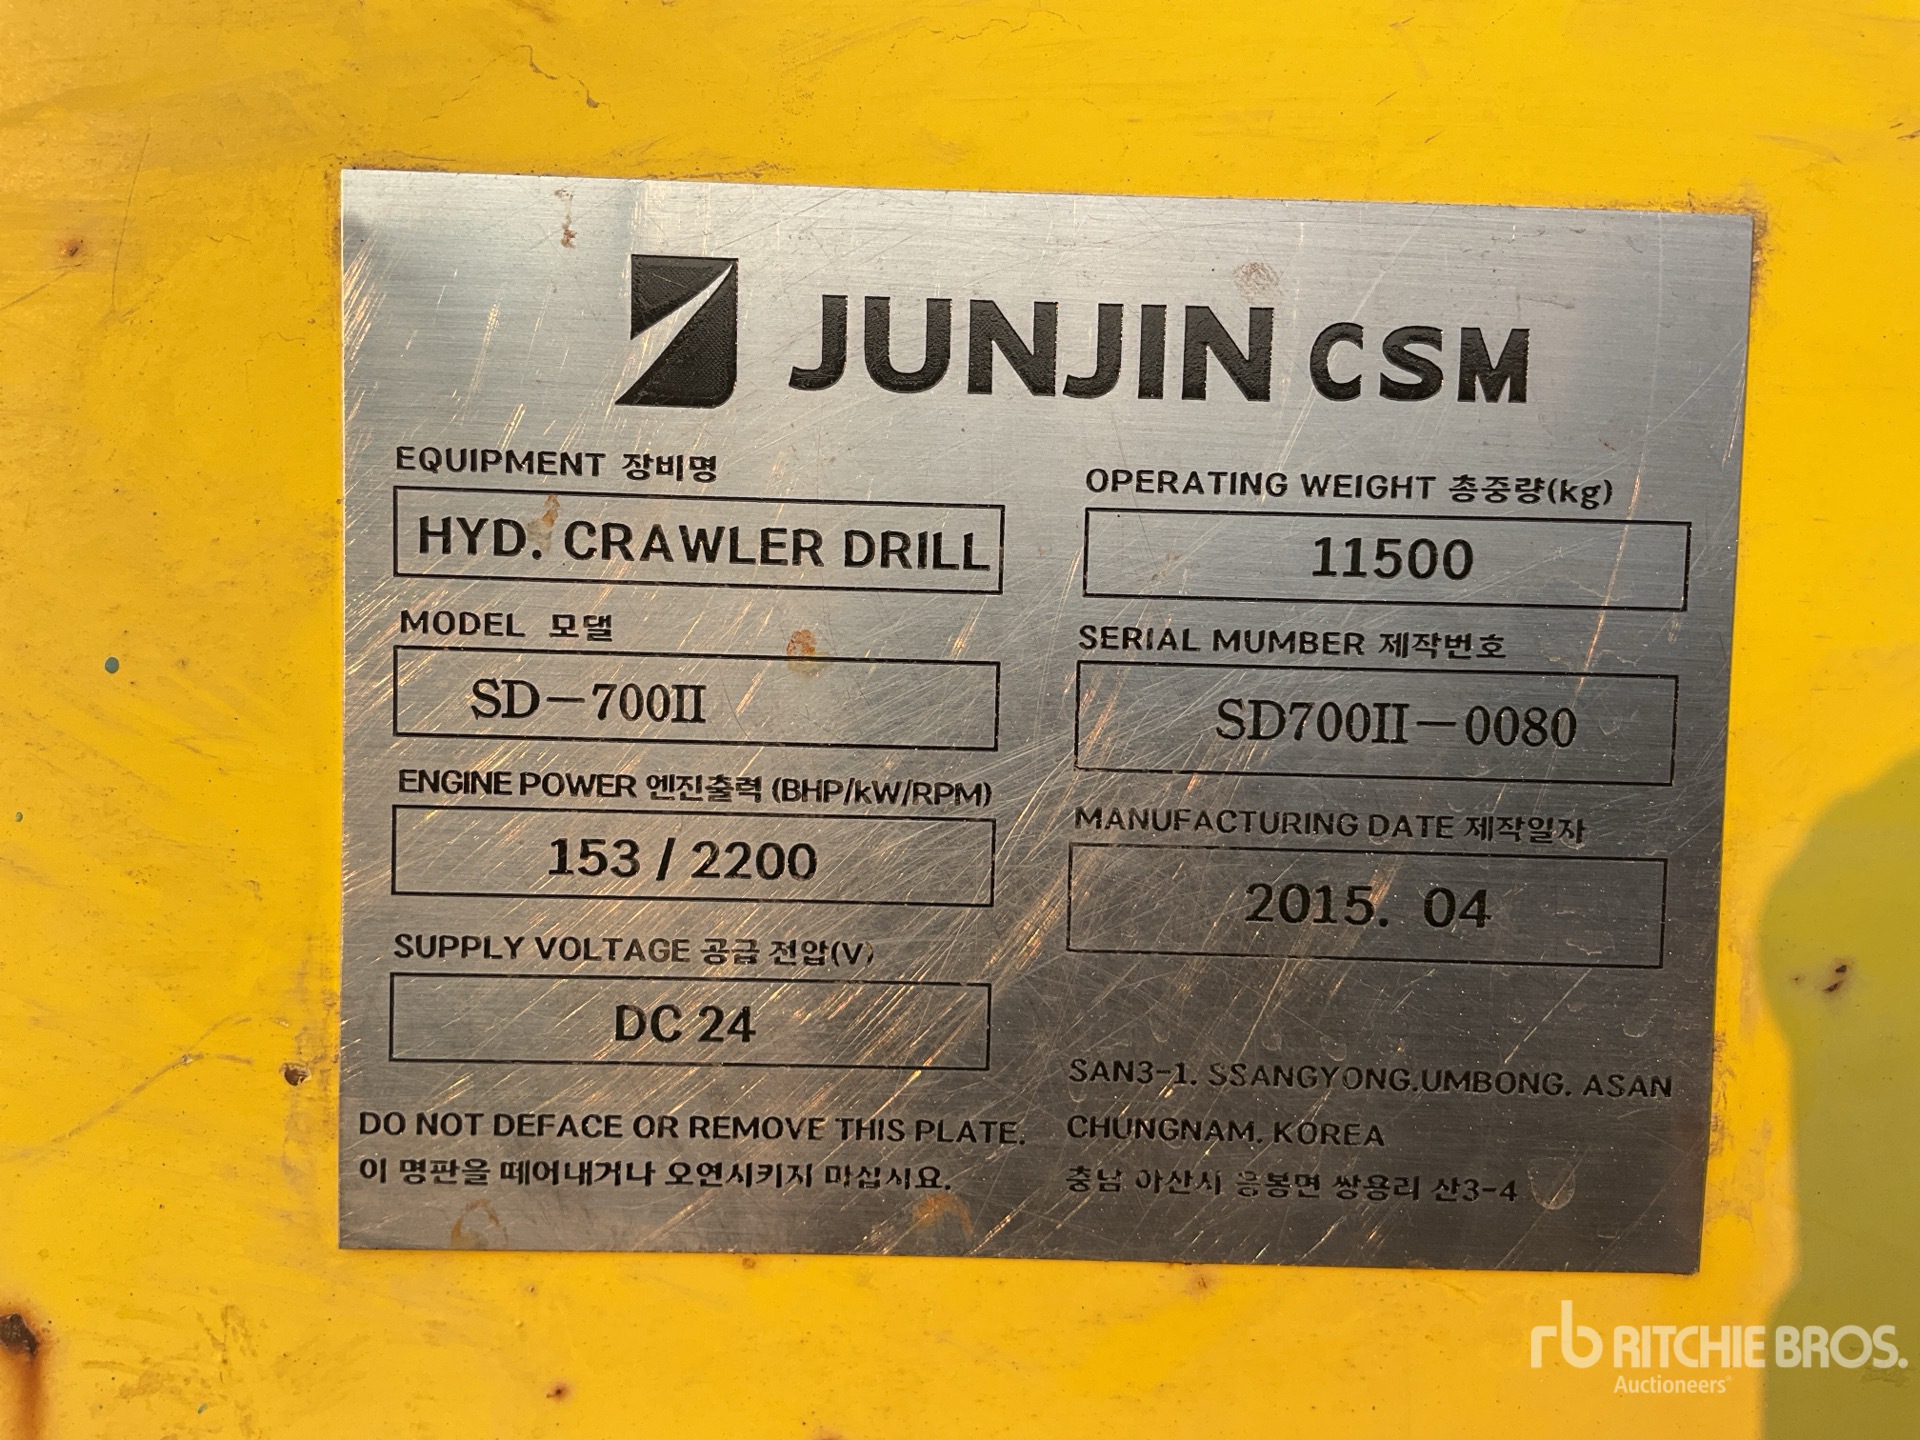 JUNJIN CSM
EQUIPMENT 장비명
HYD. CRAWLER DRILL
MODEL 모댈
SD-700II
ENGINE POWER 엔진출력 (BHP/kW/RPM)
153 / 2200
SUPPLY VOLTAGE 공급 전압(V)
DC 24
DO NOT DEFACE OR REMOVE THIS PLATE.
이 명판을 떼어내거나 오연시키지 마십시요.
OPERATING WEIGHT 총중량(kg)
11500
SERIAL MUMBER 제작번호
SD700II-0080
MANUFACTURING DATE 제작일자
2015. 04
SAN3-1. SSANGYONG.UMBONG. ASAN
CHUNGNAM. KOREA
충남 아산시 음봉면 쌍용리 산3-4
rb RITCHIE BROS.
Auctioneers